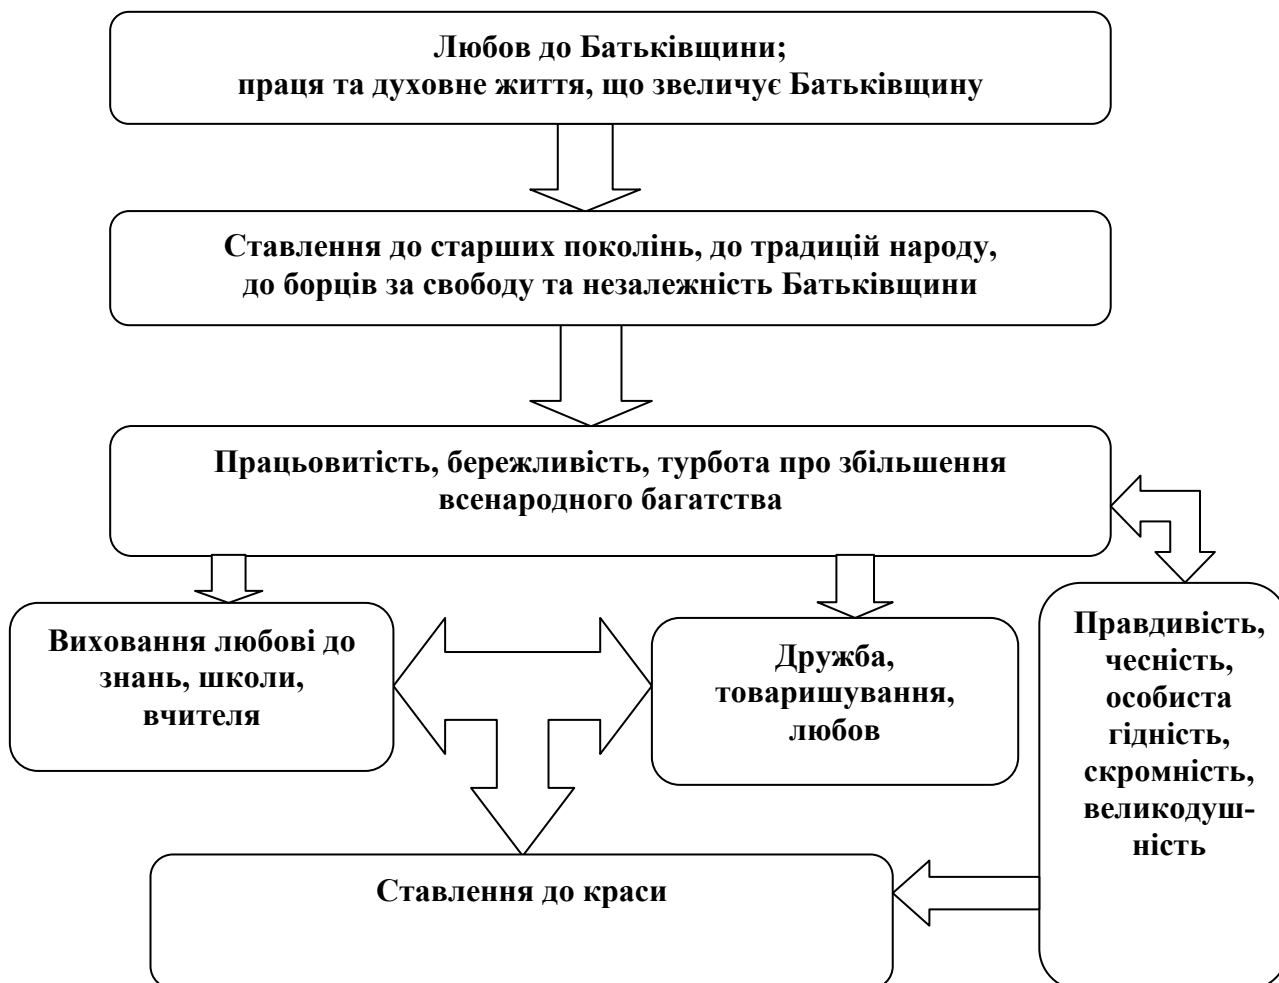 Любов до Батьківщини;
праця та духовне життя, що звеличує Батьківщину
Ставлення до старших поколінь, до традицій народу,
до борців за свободу та незалежність Батьківщини
Працьовитість, бережливість, турбота про збільшення
всенародного багатства
Виховання любові до
знань, школи,
вчителя
Дружба,
товаришування,
любов
Правдивість,
чесність,
особиста
гідність,
скромність,
великодуш-
ність
Ставлення до краси